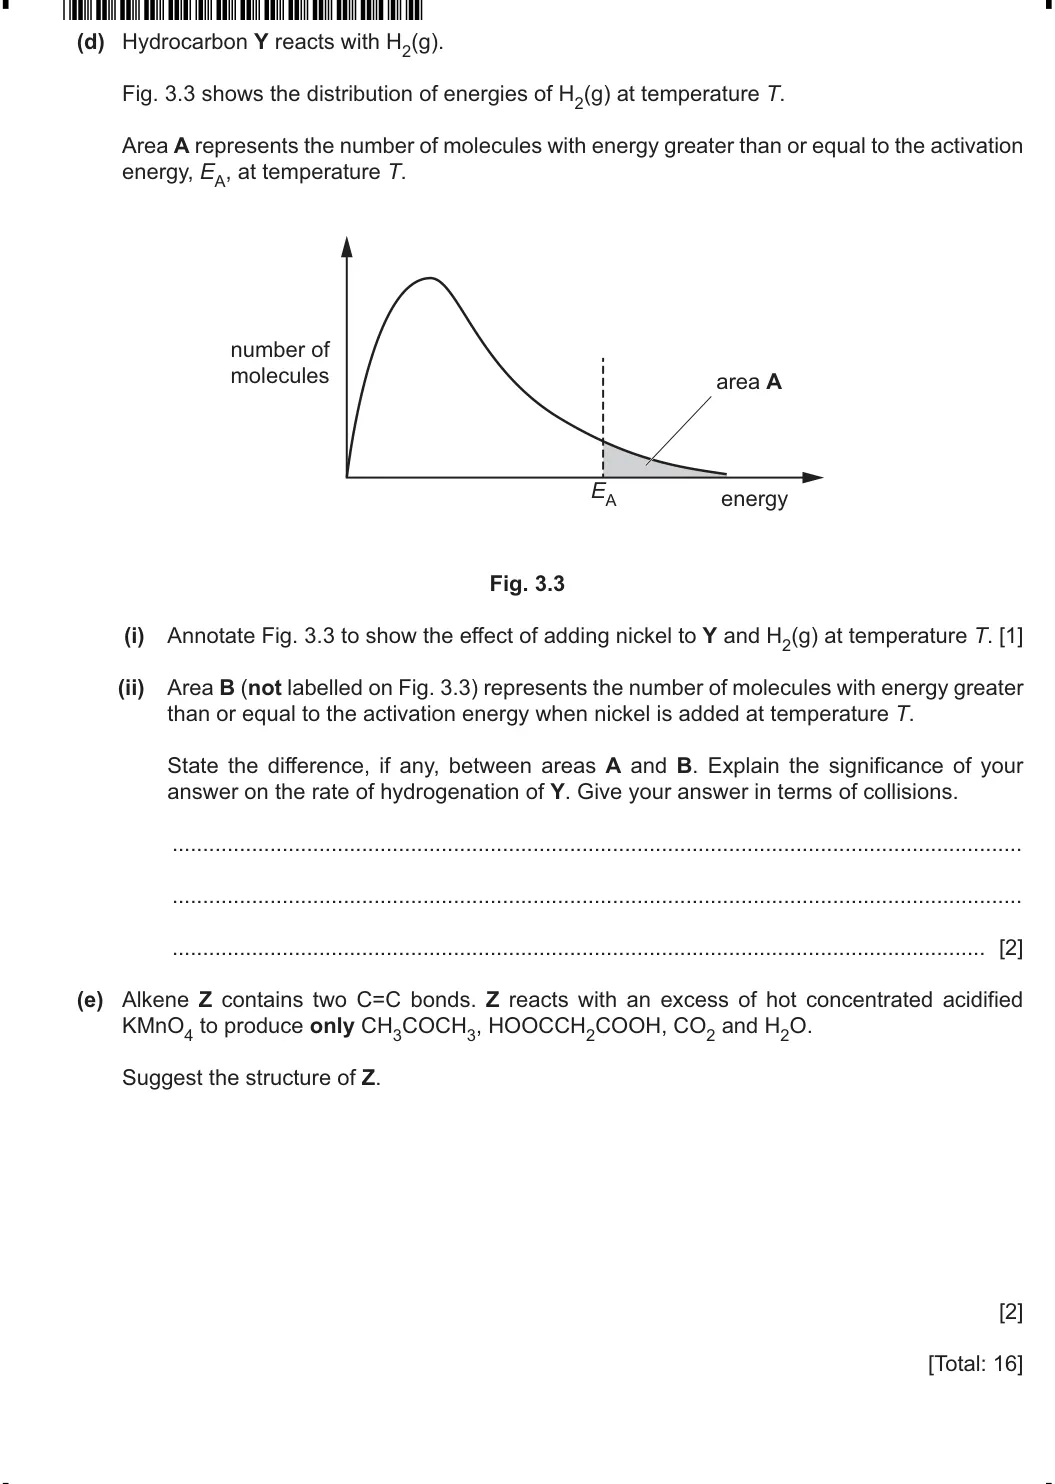 (d) Hydrocarbon Y reacts with H2(g).
Fig. 3.3 shows the distribution of energies of H2(g) at temperature T.
Area A represents the number of molecules with energy greater than or equal to the activation
energy, EA, at temperature T.
number of
molecules
area A
EA
energy
Fig. 3.3
(i) Annotate Fig. 3.3 to show the effect of adding nickel to Y and H2(g) at temperature T. [1]
(ii) Area B (not labelled on Fig. 3.3) represents the number of molecules with energy greater
than or equal to the activation energy when nickel is added at temperature T.
State the difference, if any, between areas A and B. Explain the significance of your
answer on the rate of hydrogenation of Y. Give your answer in terms of collisions.
[2]
(e) Alkene Z contains two C=C bonds. Z reacts with an excess of hot concentrated acidified
KMnO4 to produce only CH3COCH3, HOOCCH2COOH, CO2 and H2O.
Suggest the structure of Z.
[2]
[Total: 16]